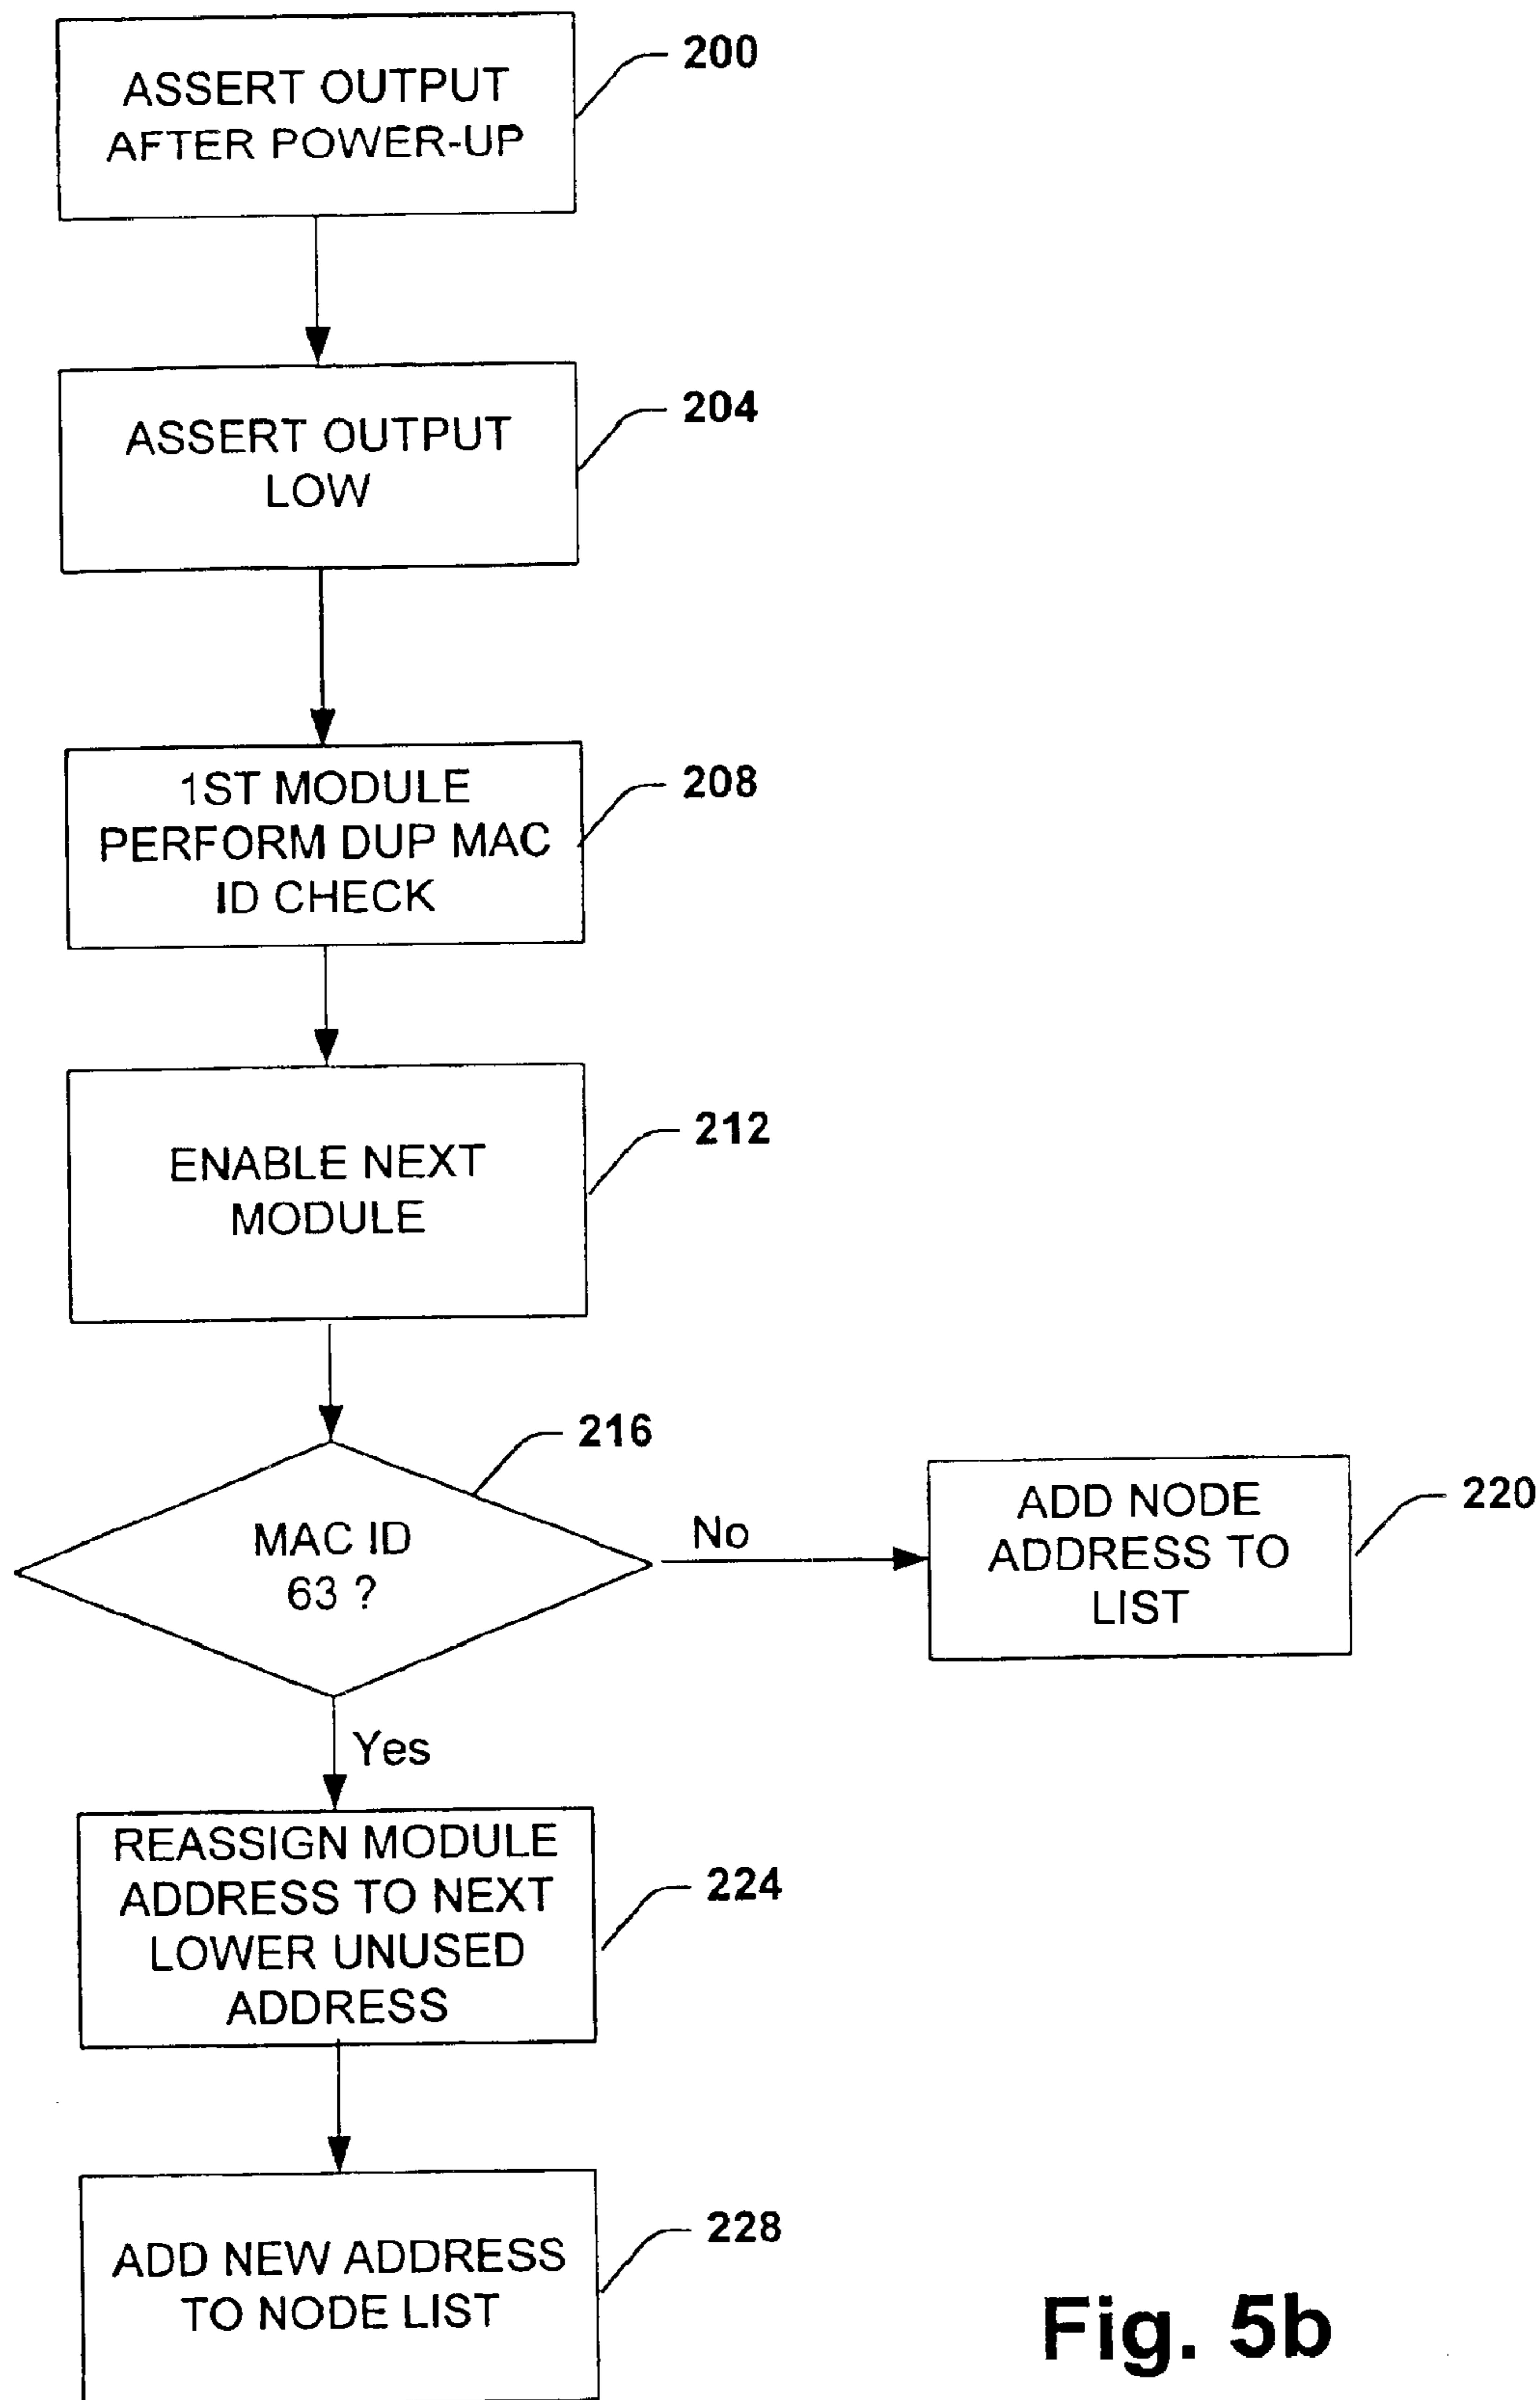 ASSERT OUTPUT
AFTER POWER-UP
200
ASSERT OUTPUT
LOW
204
1ST MODULE
PERFORM DUP MAC
ID CHECK
208
ENABLE NEXT
MODULE
212
MAC ID
63 ?
216
No
ADD NODE
ADDRESS TO
LIST
220
Yes
REASSIGN MODULE
ADDRESS TO NEXT
LOWER UNUSED
ADDRESS
224
ADD NEW ADDRESS
TO NODE LIST
228
Fig. 5b